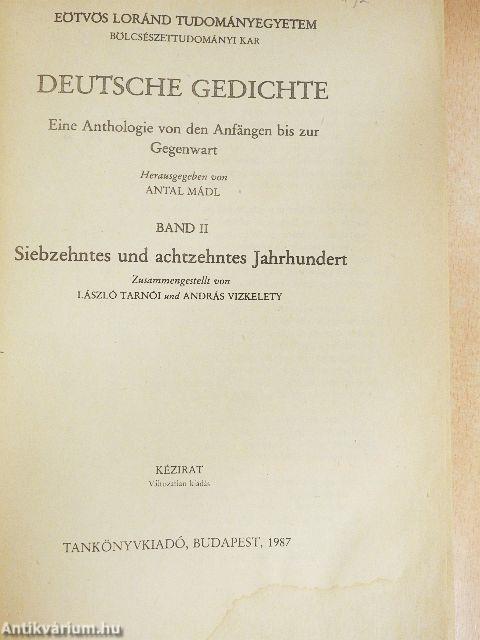 EÖTVÖS LORÁND TUDOMÁNYEGYETEM
BÖLCSÉSZETTUDOMÁNYI KAR
DEUTSCHE GEDICHTE
Eine Anthologie von den Anfängen bis zur
Gegenwart
Herausgegeben von
ANTAL MÁDL
BAND II
Siebzehntes und achtzehntes Jahrhundert
Zusammengestellt von
LÁSZLÓ TARNÓI und ANDRÁS VIZKELETY
KÉZIRAT
Változatlan kiadás
TANKÖNYVKIADÓ, BUDAPEST, 1987
Antikvárium.hu